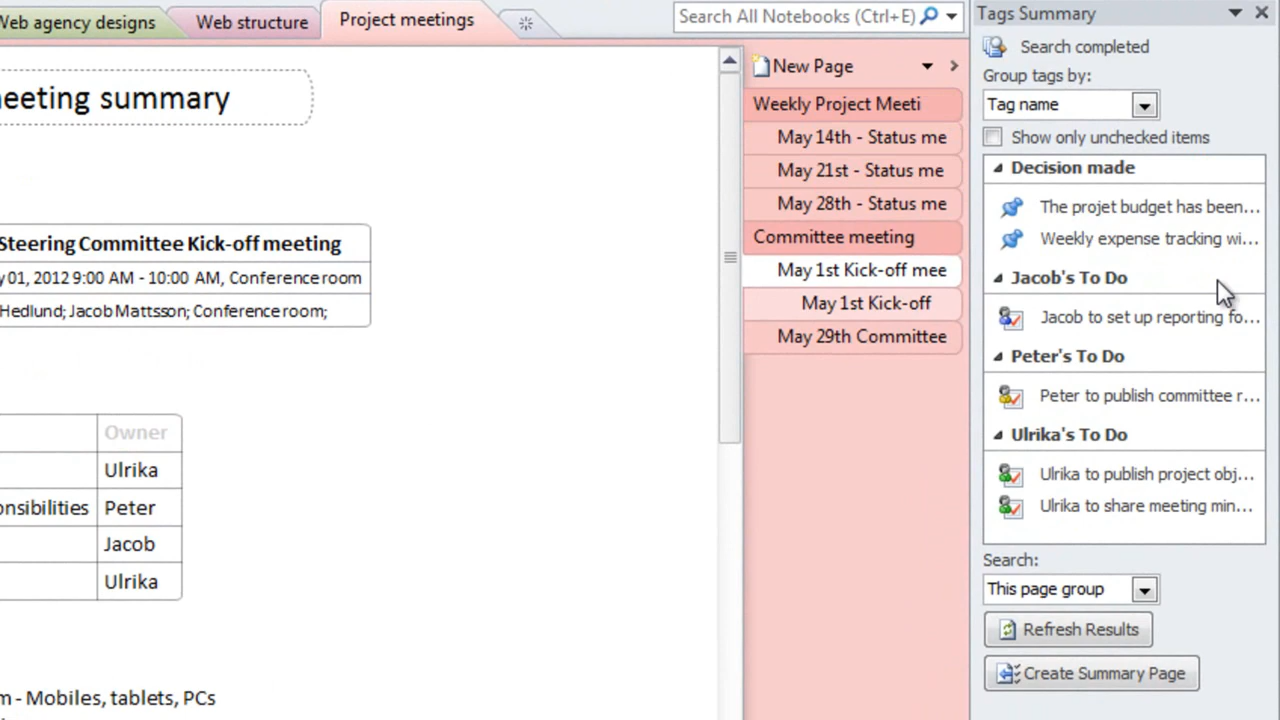 Web agency designs
Web structure
Project meetings
Search All Notebooks (Ctrl+E)
meeting summary
Steering Committee Kick-off meeting
01, 2012 9:00 AM - 10:00 AM, Conference room
Hedlund; Jacob Mattsson; Conference room;
Owner
Ulrika
Peter
Jacob
Ulrika
- Mobiles, tablets, PCs
New Page
Weekly Project Meeti
May 14th - Status me
May 21st - Status me
May 28th - Status me
Committee meeting
May 1st Kick-off mee
May 1st Kick-off
May 29th Committee
Tags Summary
Search completed
Group tags by:
Tag name
Show only unchecked items
Decision made
The projet budget has been...
Weekly expense tracking wi...
Jacob's To Do
Jacob to set up reporting fo...
Peter's To Do
Peter to publish committee r...
Ulrika's To Do
Ulrika to publish project obj...
Ulrika to share meeting min...
Search:
This page group
Refresh Results
Create Summary Page